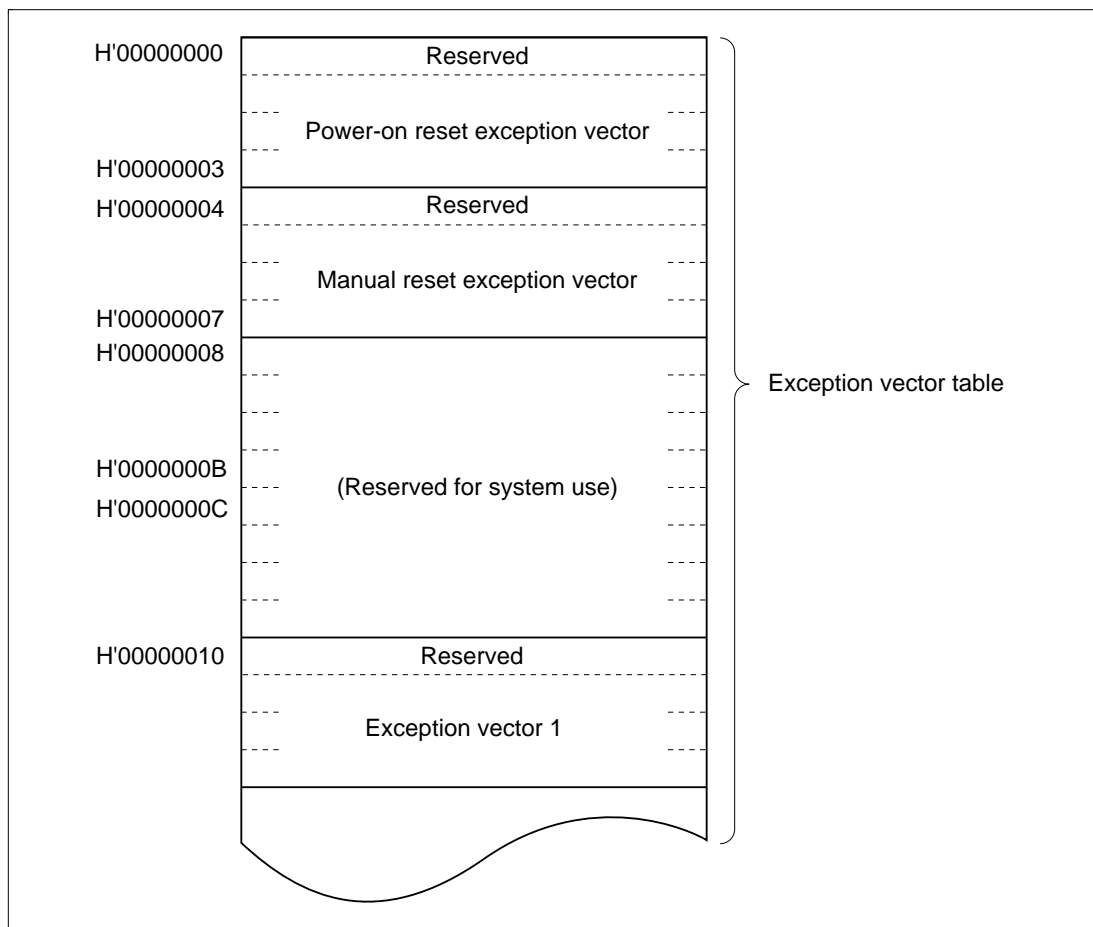 H'00000000
Reserved
Power-on reset exception vector
H'00000003
H'00000004
Reserved
Manual reset exception vector
H'00000007
H'00000008
Exception vector table
H'0000000B
(Reserved for system use)
H'0000000C
H'00000010
Reserved
Exception vector 1